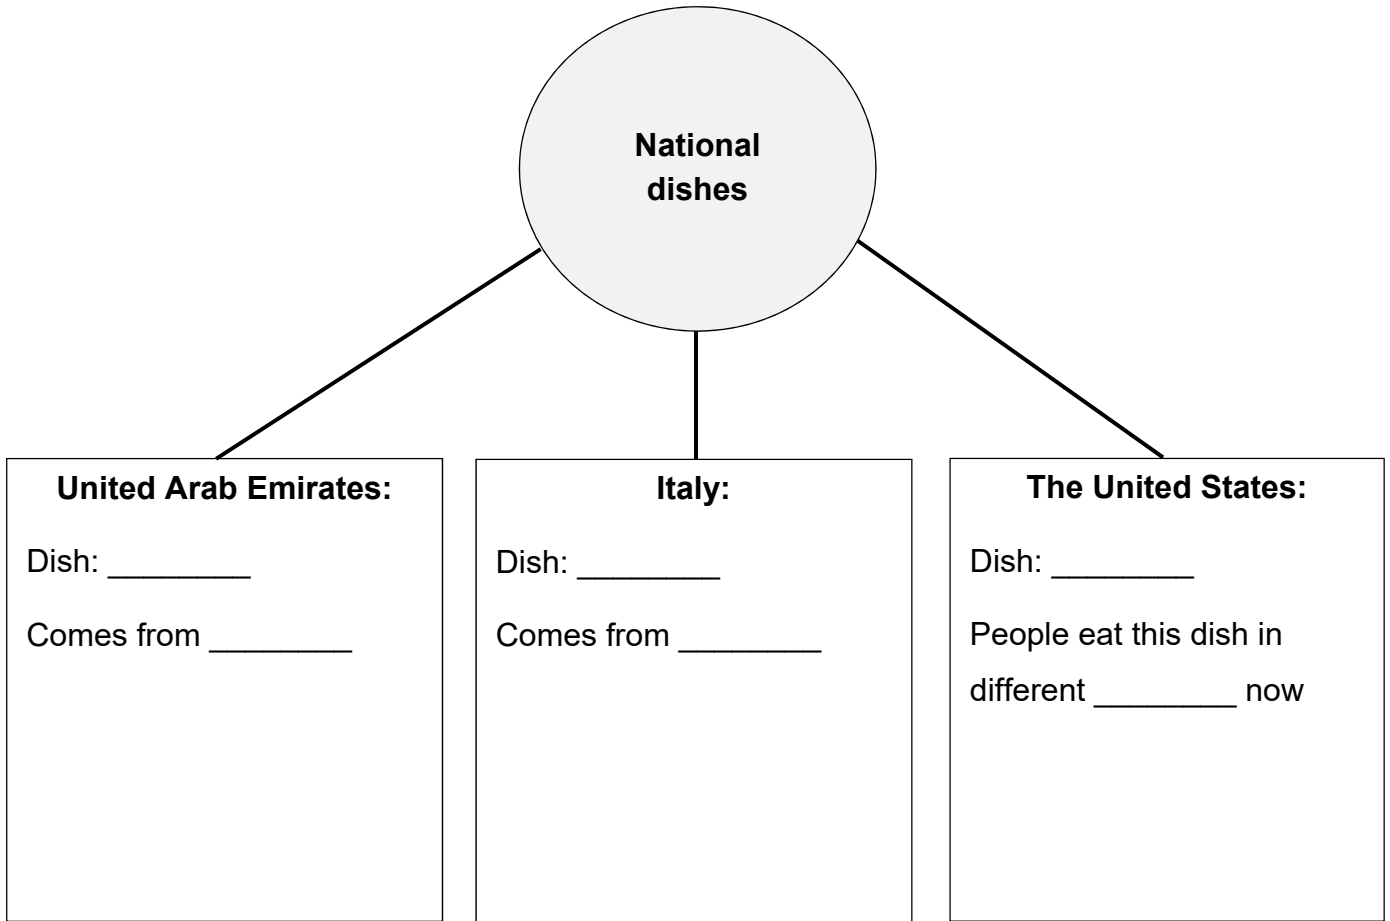 National
dishes
United Arab Emirates:
Dish: ________
Comes from ________
Italy:
Dish: ________
Comes from ________
The United States:
Dish: ________
People eat this dish in
different ________ now